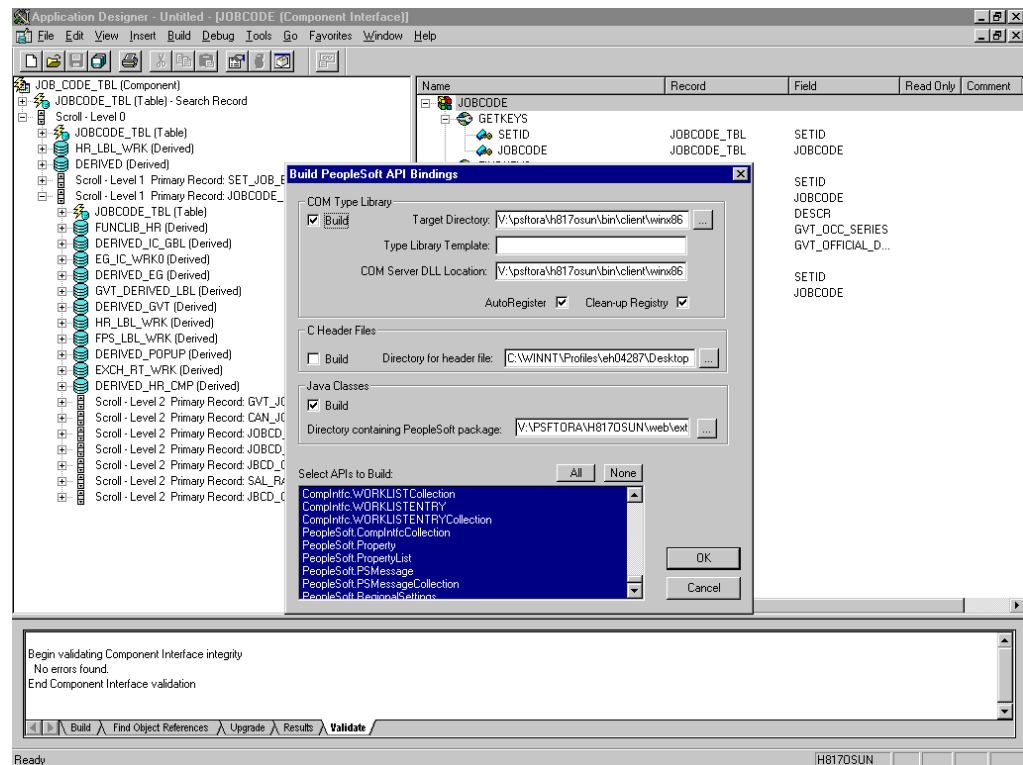 Application Designer - Untitled - [JOBCODE (Component Interface)]
File Edit View Insert Build Debug Tools Go Favorites Window Help
JOB_CODE_TBL (Component)
JOBCODE_TBL (Table) - Search Record
Scroll - Level 0
JOBCODE_TBL (Table)
HR_LBL_WRK (Derived)
DERIVED (Derived)
Scroll - Level 1 Primary Record: SET_JOB_
Scroll - Level 1 Primary Record: JOBCODE_
JOBCODE_TBL (Table)
FUNCLIB_HR (Derived)
DERIVED_IC_GBL (Derived)
EG_IC_WRK0 (Derived)
DERIVED_EG (Derived)
GVT_DERIVED_LBL (Derived)
DERIVED_GVT (Derived)
HR_LBL_WRK (Derived)
FPS_LBL_WRK (Derived)
DERIVED_POPUP (Derived)
EXCH_RT_WRK (Derived)
DERIVED_HR_CMP (Derived)
Scroll - Level 2 Primary Record: GVT_JO
Scroll - Level 2 Primary Record: CAN_JO
Scroll - Level 2 Primary Record: JOBCD_
Scroll - Level 2 Primary Record: JOBCD_
Scroll - Level 2 Primary Record: JBCD_
Scroll - Level 2 Primary Record: SAL_RA
Scroll - Level 2 Primary Record: JBCD_
Name Record Field Read Only Comment
JOBCODE
GETKEYS
SETID JOBCODE_TBL SETID
JOBCODE JOBCODE_TBL JOBCODE
SETID
JOBCODE
DESCR
GVT_OCC_SERIES
GVT_OFFICIAL_D...
SETID
JOBCODE
Build PeopleSoft API Bindings
COM Type Library
Build Target Directory: V:\psftora\h817osun\bin\client\winx86 ...
Type Library Template:
COM Server DLL Location: V:\psftora\h817osun\bin\client\winx86
AutoRegister Clean-up Registry
C Header Files
Build Directory for header file: C:\WINNT\Profiles\eh04287\Desktop ...
Java Classes
Build
Directory containing PeopleSoft package: V:\PSFTORA\H817OSUN\web\ext ...
Select APIs to Build: All None
CompIntfc.WORKLISTCollection
CompIntfc.WORKLISTENTRY
CompIntfc.WORKLISTENTRYCollection
PeopleSoft.CompIntfcCollection
PeopleSoft.Property
PeopleSoft.PropertyList
PeopleSoft.PSMessage
PeopleSoft.PSMessageCollection
PeopleSoft.RegionalSettings
OK
Cancel
Begin validating Component Interface integrity
No errors found.
End Component Interface validation
Build Find Object References Upgrade Results Validate
Ready H817OSUN